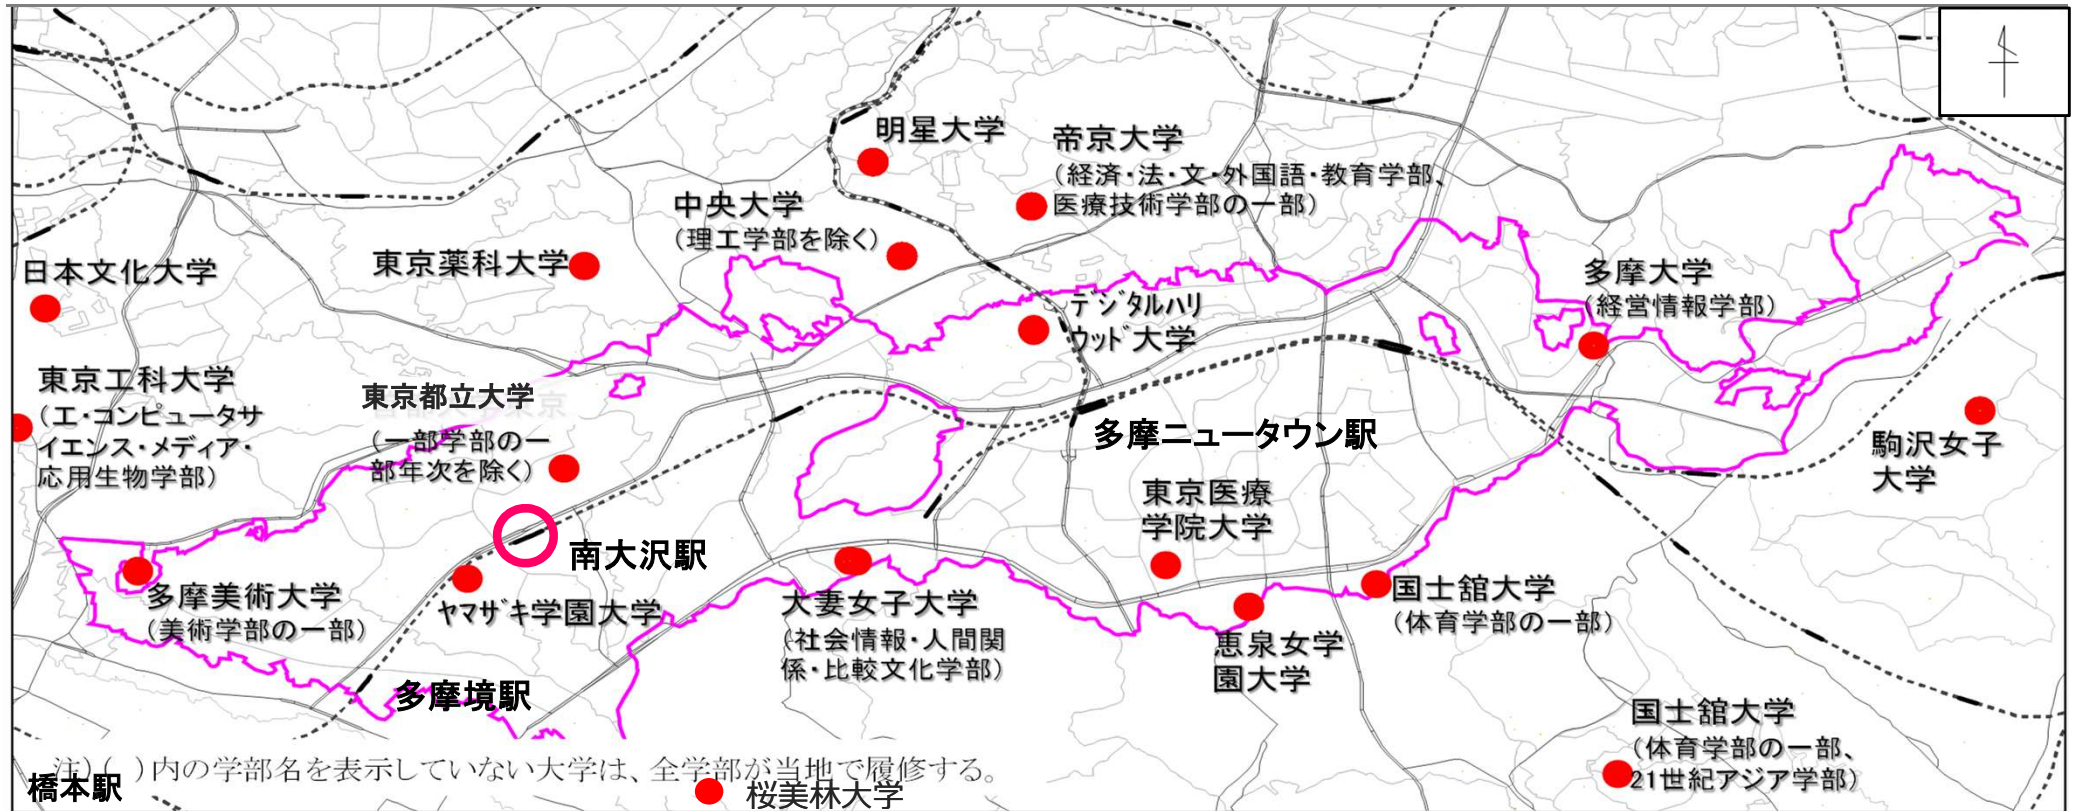 明星大学
帝京大学
(経済・法・文・外国語・教育学部、
医療技術学部の一部)
中央大学
(理工学部を除く)
東京薬科大学
日本文化大学
多摩大学
(経営情報学部)
デジタルハリ
ウッド大学
東京工科大学
(工・コンピュータサ
イエンス・メディア・
応用生物学部)
東京都立大学
(一部学部の一
部年次を除く)
多摩ニュータウン駅
駒沢女子
大学
東京医療
学院大学
南大沢駅
多摩美術大学
(美術学部の一部)
ヤマザキ学園大学
大妻女子大学
(社会情報・人間関
係・比較文化学部)
国士舘大学
(体育学部の一部)
恵泉女学
園大学
多摩境駅
国士舘大学
(体育学部の一部、
21世紀アジア学部)
注)( )内の学部名を表示していない大学は、全学部が当地で履修する。
橋本駅
桜美林大学